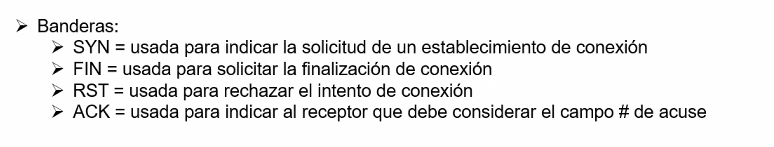 ➢ Banderas:
➢ SYN = usada para indicar la solicitud de un establecimiento de conexión
➢ FIN = usada para solicitar la finalización de conexión
➢ RST = usada para rechazar el intento de conexión
➢ ACK = usada para indicar al receptor que debe considerar el campo # de acuse